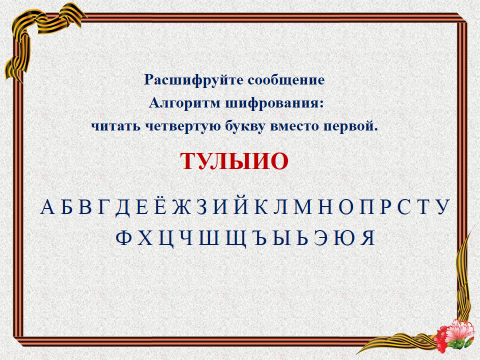 Расшифруйте сообщение
Алгоритм шифрования:
читать четвертую букву вместо первой.
ТУЛЫИО
А Б В Г Д Е Ё Ж З И Й К Л М Н О П Р С Т У
Ф Х Ц Ч Ш Щ Ъ Ы Ь Э Ю Я